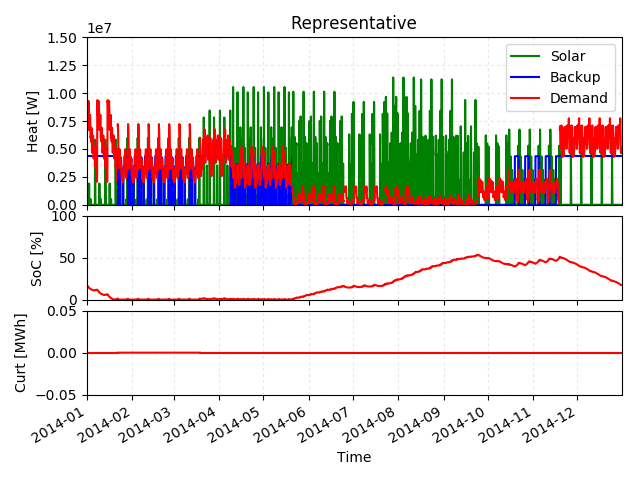 Representative
1e7
1.50
1.25
1.00
0.75
0.50
0.25
0.00
Heat [W]
Solar
Backup
Demand
100
50
0
SoC [%]
0.05
0.00
−0.05
Curt [MWh]
2014-01
2014-02
2014-03
2014-04
2014-05
2014-06
2014-07
2014-08
2014-09
2014-10
2014-11
2014-12
Time